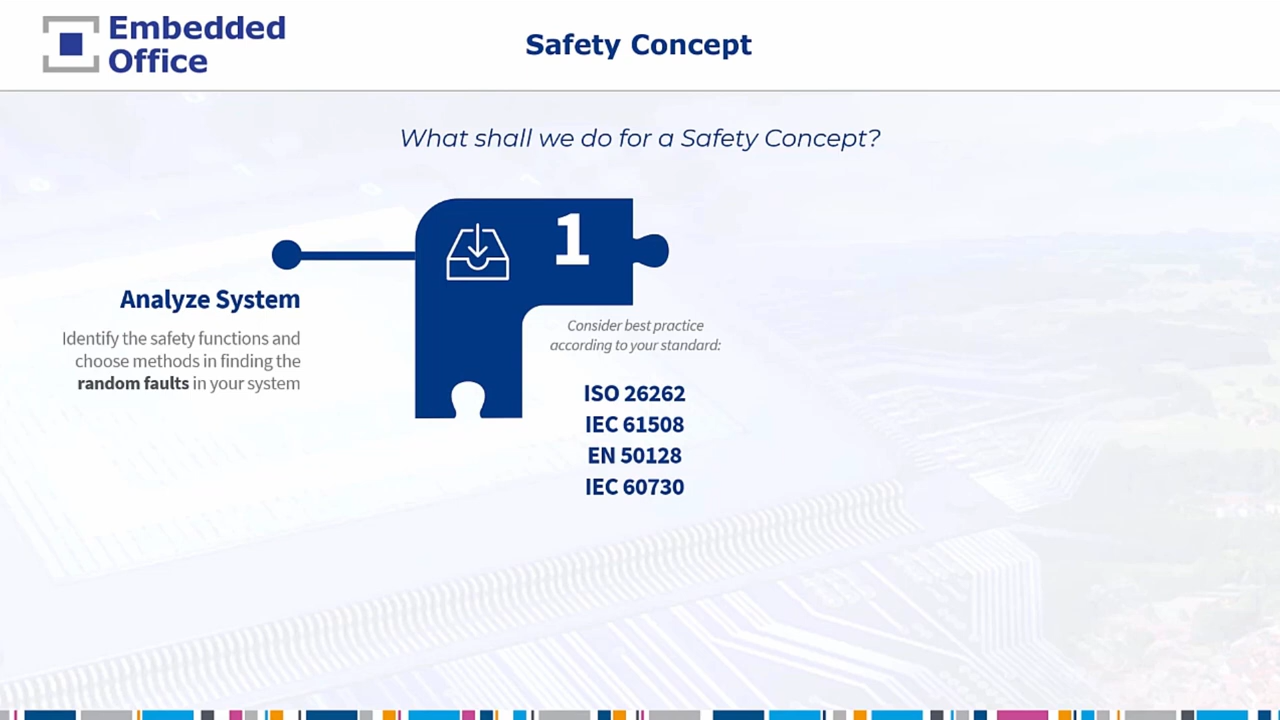 Embedded
Office
Safety Concept
What shall we do for a Safety Concept?
1
Analyze System
Identify the safety functions and
choose methods in finding the
random faults in your system
Consider best practice
according to your standard:
ISO 26262
IEC 61508
EN 50128
IEC 60730